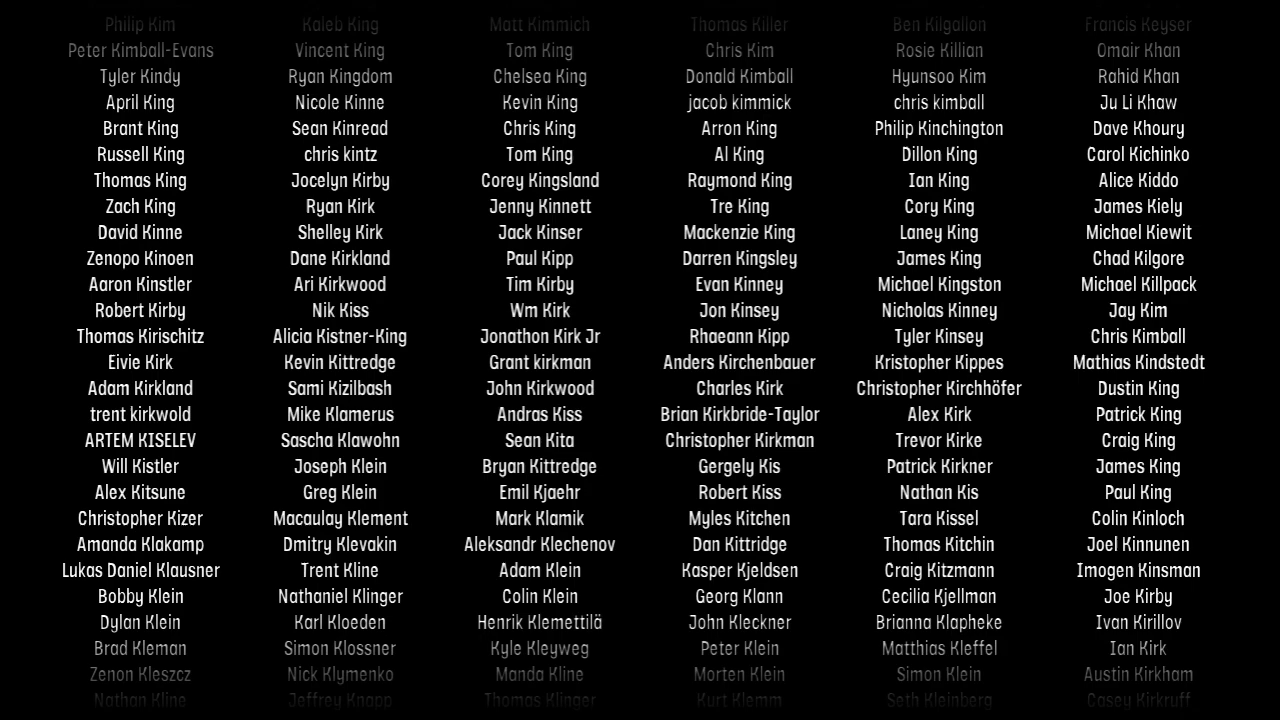 Philip Kim Kaleb King Matt Kimmich Thomas Killer Ben Kilgallon Francis Keyser
Peter Kimball-Evans Vincent King Tom King Chris Kim Rosie Killian Omair Khan
Tyler Kindy Ryan Kingdom Chelsea King Donald Kimball Hyunsoo Kim Rahid Khan
April King Nicole Kinne Kevin King jacob kimmick chris kimball Ju Li Khaw
Brant King Sean Kinread Chris King Arron King Philip Kinchington Dave Khoury
Russell King chris kintz Tom King Al King Dillon King Carol Kichinko
Thomas King Jocelyn Kirby Corey Kingsland Raymond King Ian King Alice Kiddo
Zach King Ryan Kirk Jenny Kinnett Tre King Cory King James Kiely
David Kinne Shelley Kirk Jack Kinser Mackenzie King Laney King Michael Kiewit
Zenopo Kinoen Dane Kirkland Paul Kipp Darren Kingsley James King Chad Kilgore
Aaron Kinstler Ari Kirkwood Tim Kirby Evan Kinney Michael Kingston Michael Killpack
Robert Kirby Nik Kiss Wm Kirk Jon Kinsey Nicholas Kinney Jay Kim
Thomas Kirischitz Alicia Kistner-King Jonathon Kirk Jr Rhaeann Kipp Tyler Kinsey Chris Kimball
Eivie Kirk Kevin Kittredge Grant kirkman Anders Kirchenbauer Kristopher Kippes Mathias Kindstedt
Adam Kirkland Sami Kizilbash John Kirkwood Charles Kirk Christopher Kirchhöfer Dustin King
trent kirkwold Mike Klamerus Andras Kiss Brian Kirkbride-Taylor Alex Kirk Patrick King
ARTEM KISELEV Sascha Klawohn Sean Kita Christopher Kirkman Trevor Kirke Craig King
Will Kistler Joseph Klein Bryan Kittredge Gergely Kis Patrick Kirkner James King
Alex Kitsune Greg Klein Emil Kjaehr Robert Kiss Nathan Kis Paul King
Christopher Kizer Macaulay Klement Mark Klamik Myles Kitchen Tara Kissel Colin Kinloch
Amanda Klakamp Dmitry Klevakin Aleksandr Klechenov Dan Kittridge Thomas Kitchin Joel Kinnunen
Lukas Daniel Klausner Trent Kline Adam Klein Kasper Kjeldsen Craig Kitzmann Imogen Kinsman
Bobby Klein Nathaniel Klinger Colin Klein Georg Klann Cecilia Kjellman Joe Kirby
Dylan Klein Karl Kloeden Henrik Klemettilä John Kleckner Brianna Klapheke Ivan Kirillov
Brad Kleman Simon Klossner Kyle Kleyweg Peter Klein Matthias Kleffel Ian Kirk
Zenon Kleszcz Nick Klymenko Manda Kline Morten Klein Simon Klein Austin Kirkham
Nathan Kline Jeffrey Knapp Thomas Klinger Kurt Klemm Seth Kleinberg Casey Kirkruff